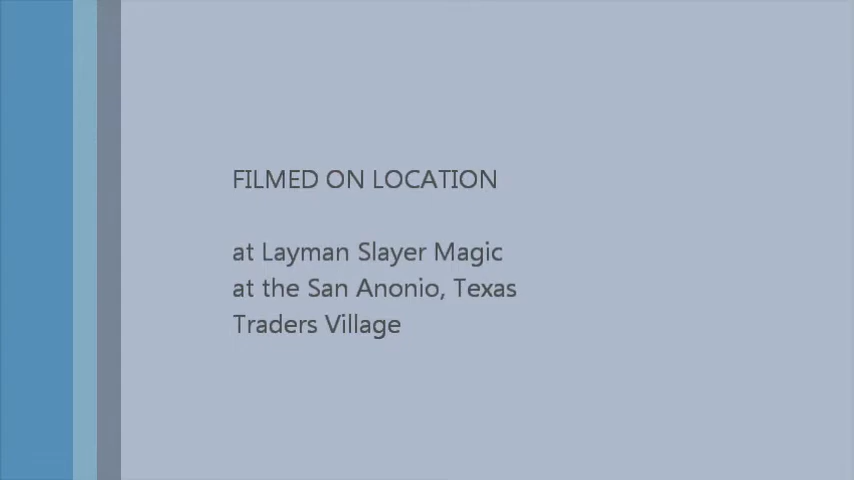 FILMED ON LOCATION
at Layman Slayer Magic
at the San Anonio, Texas
Traders Village